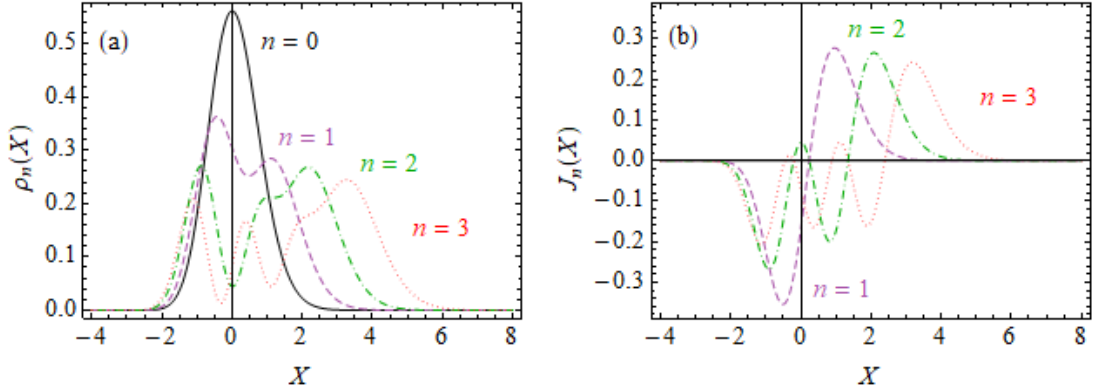 (a)
n = 0
n = 1
n = 2
n = 3
ρₙ(X)
0.5
0.4
0.3
0.2
0.1
0.0
−4 −2 0 2 4 6 8
X
(b)
n = 2
n = 3
n = 1
Jₙ(X)
0.3
0.2
0.1
0.0
−0.1
−0.2
−0.3
−4 −2 0 2 4 6 8
X